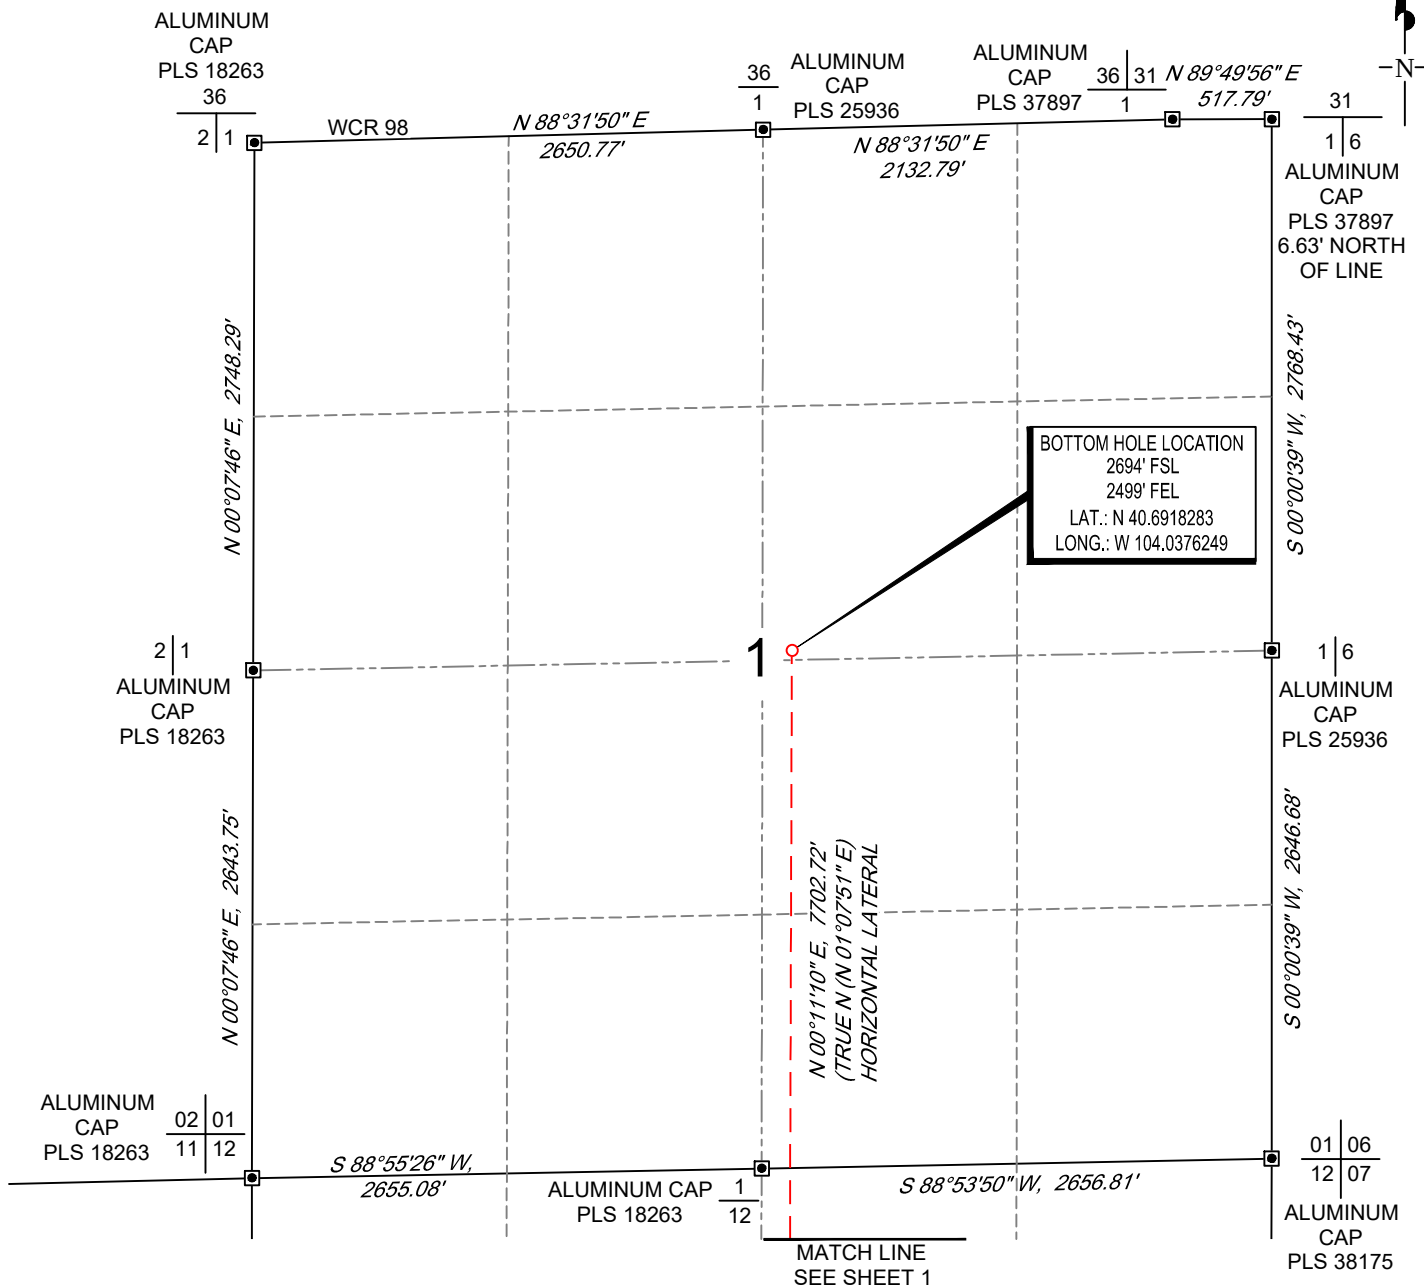 ALUMINUM
CAP
PLS 18263
36
2 1
WCR 98
N 88°31'50" E
2650.77'
36
1
ALUMINUM
CAP
PLS 25936
N 88°31'50" E
2132.79'
ALUMINUM
CAP
PLS 37897
36 31
1
N 89°49'56" E
517.79'
31
1 6
ALUMINUM
CAP
PLS 37897
6.63' NORTH
OF LINE
N
N 00°07'46" E, 2748.29'
S 00°00'39" W, 2768.43'
BOTTOM HOLE LOCATION
2694' FSL
2499' FEL
LAT.: N 40.6918283
LONG.: W 104.0376249
2 1
ALUMINUM
CAP
PLS 18263
1
1 6
ALUMINUM
CAP
PLS 25936
N 00°07'46" E, 2643.75'
N 00°11'10" E, 7702.72'
(TRUE N (N 01°07'51" E)
HORIZONTAL LATERAL
S 00°00'39" W, 2646.68'
ALUMINUM
CAP
PLS 18263
02 01
11 12
S 88°55'26" W,
2655.08'
ALUMINUM CAP
PLS 18263
1
12
S 88°53'50" W, 2656.81'
01 06
12 07
ALUMINUM
CAP
PLS 38175
MATCH LINE
SEE SHEET 1